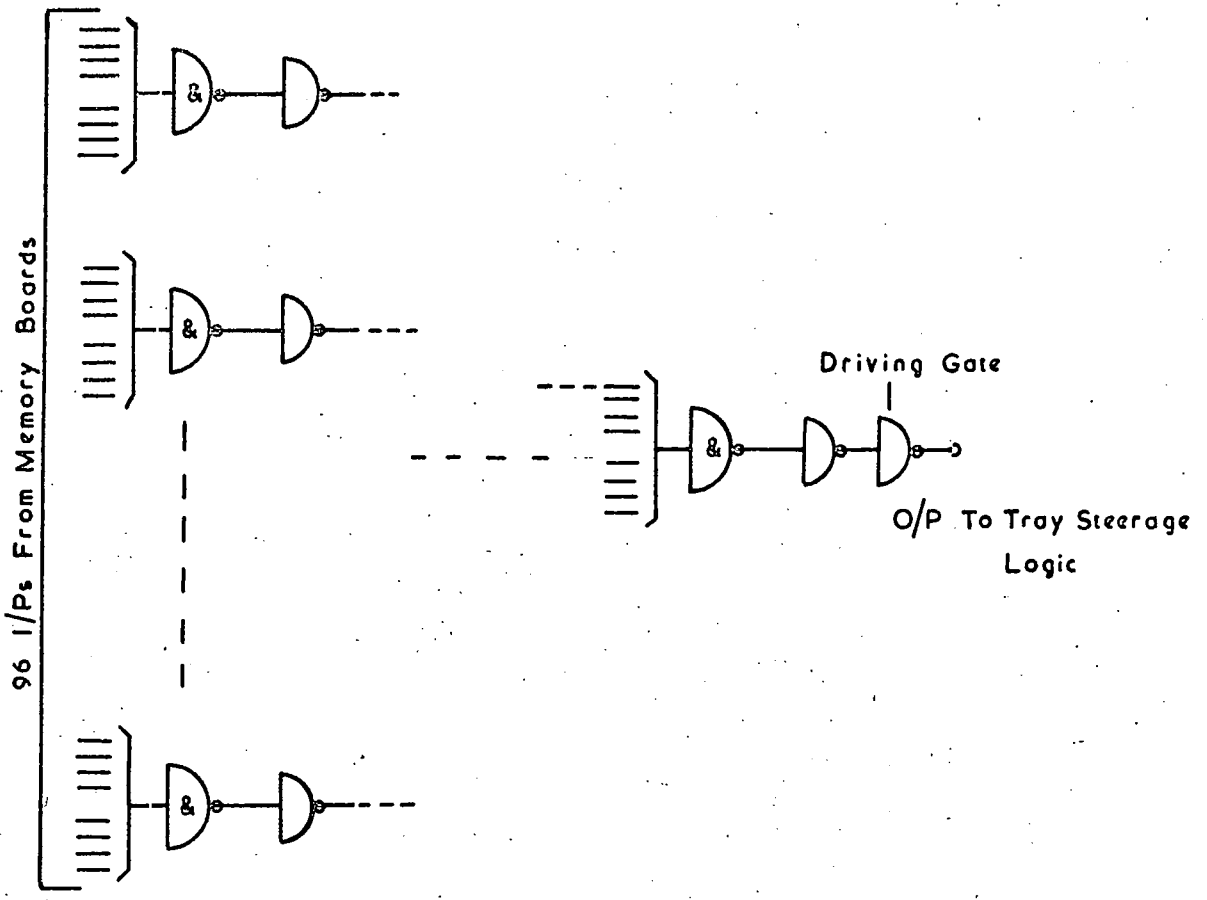 96 I/Ps From Memory Boards
&
&
&
&
Driving Gate
O/P To Tray Steerage
Logic